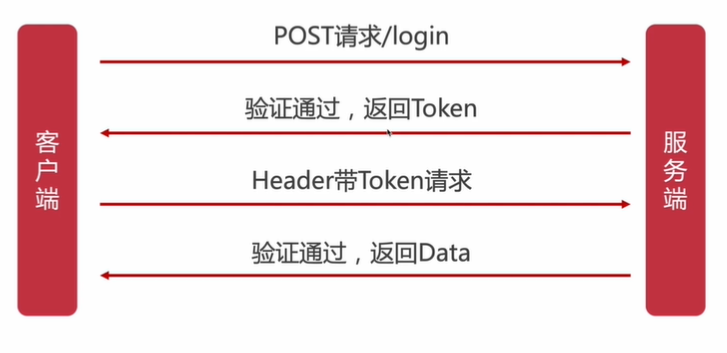 POST请求/login
验证通过，返回Token
客户端
服务端
Header带Token请求
验证通过，返回Data